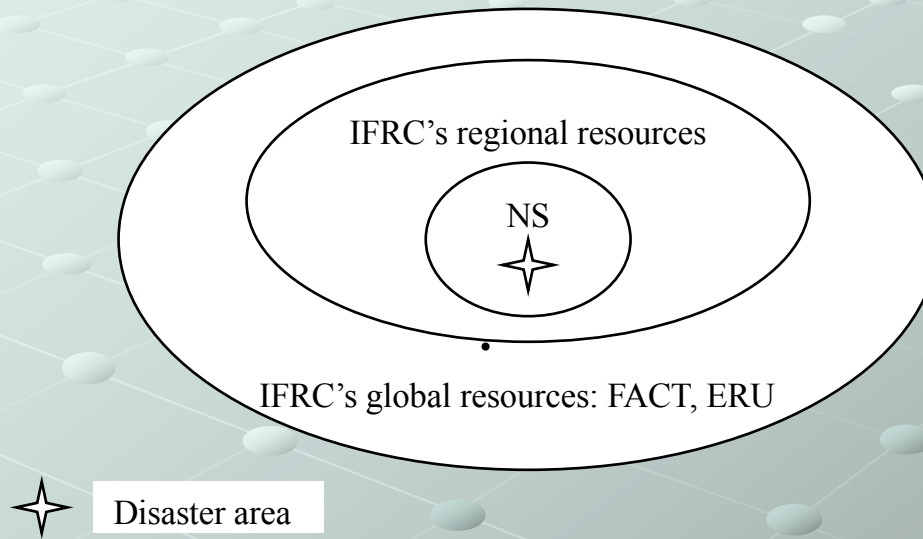 IFRC’s regional resources
NS
IFRC’s global resources: FACT, ERU
Disaster area